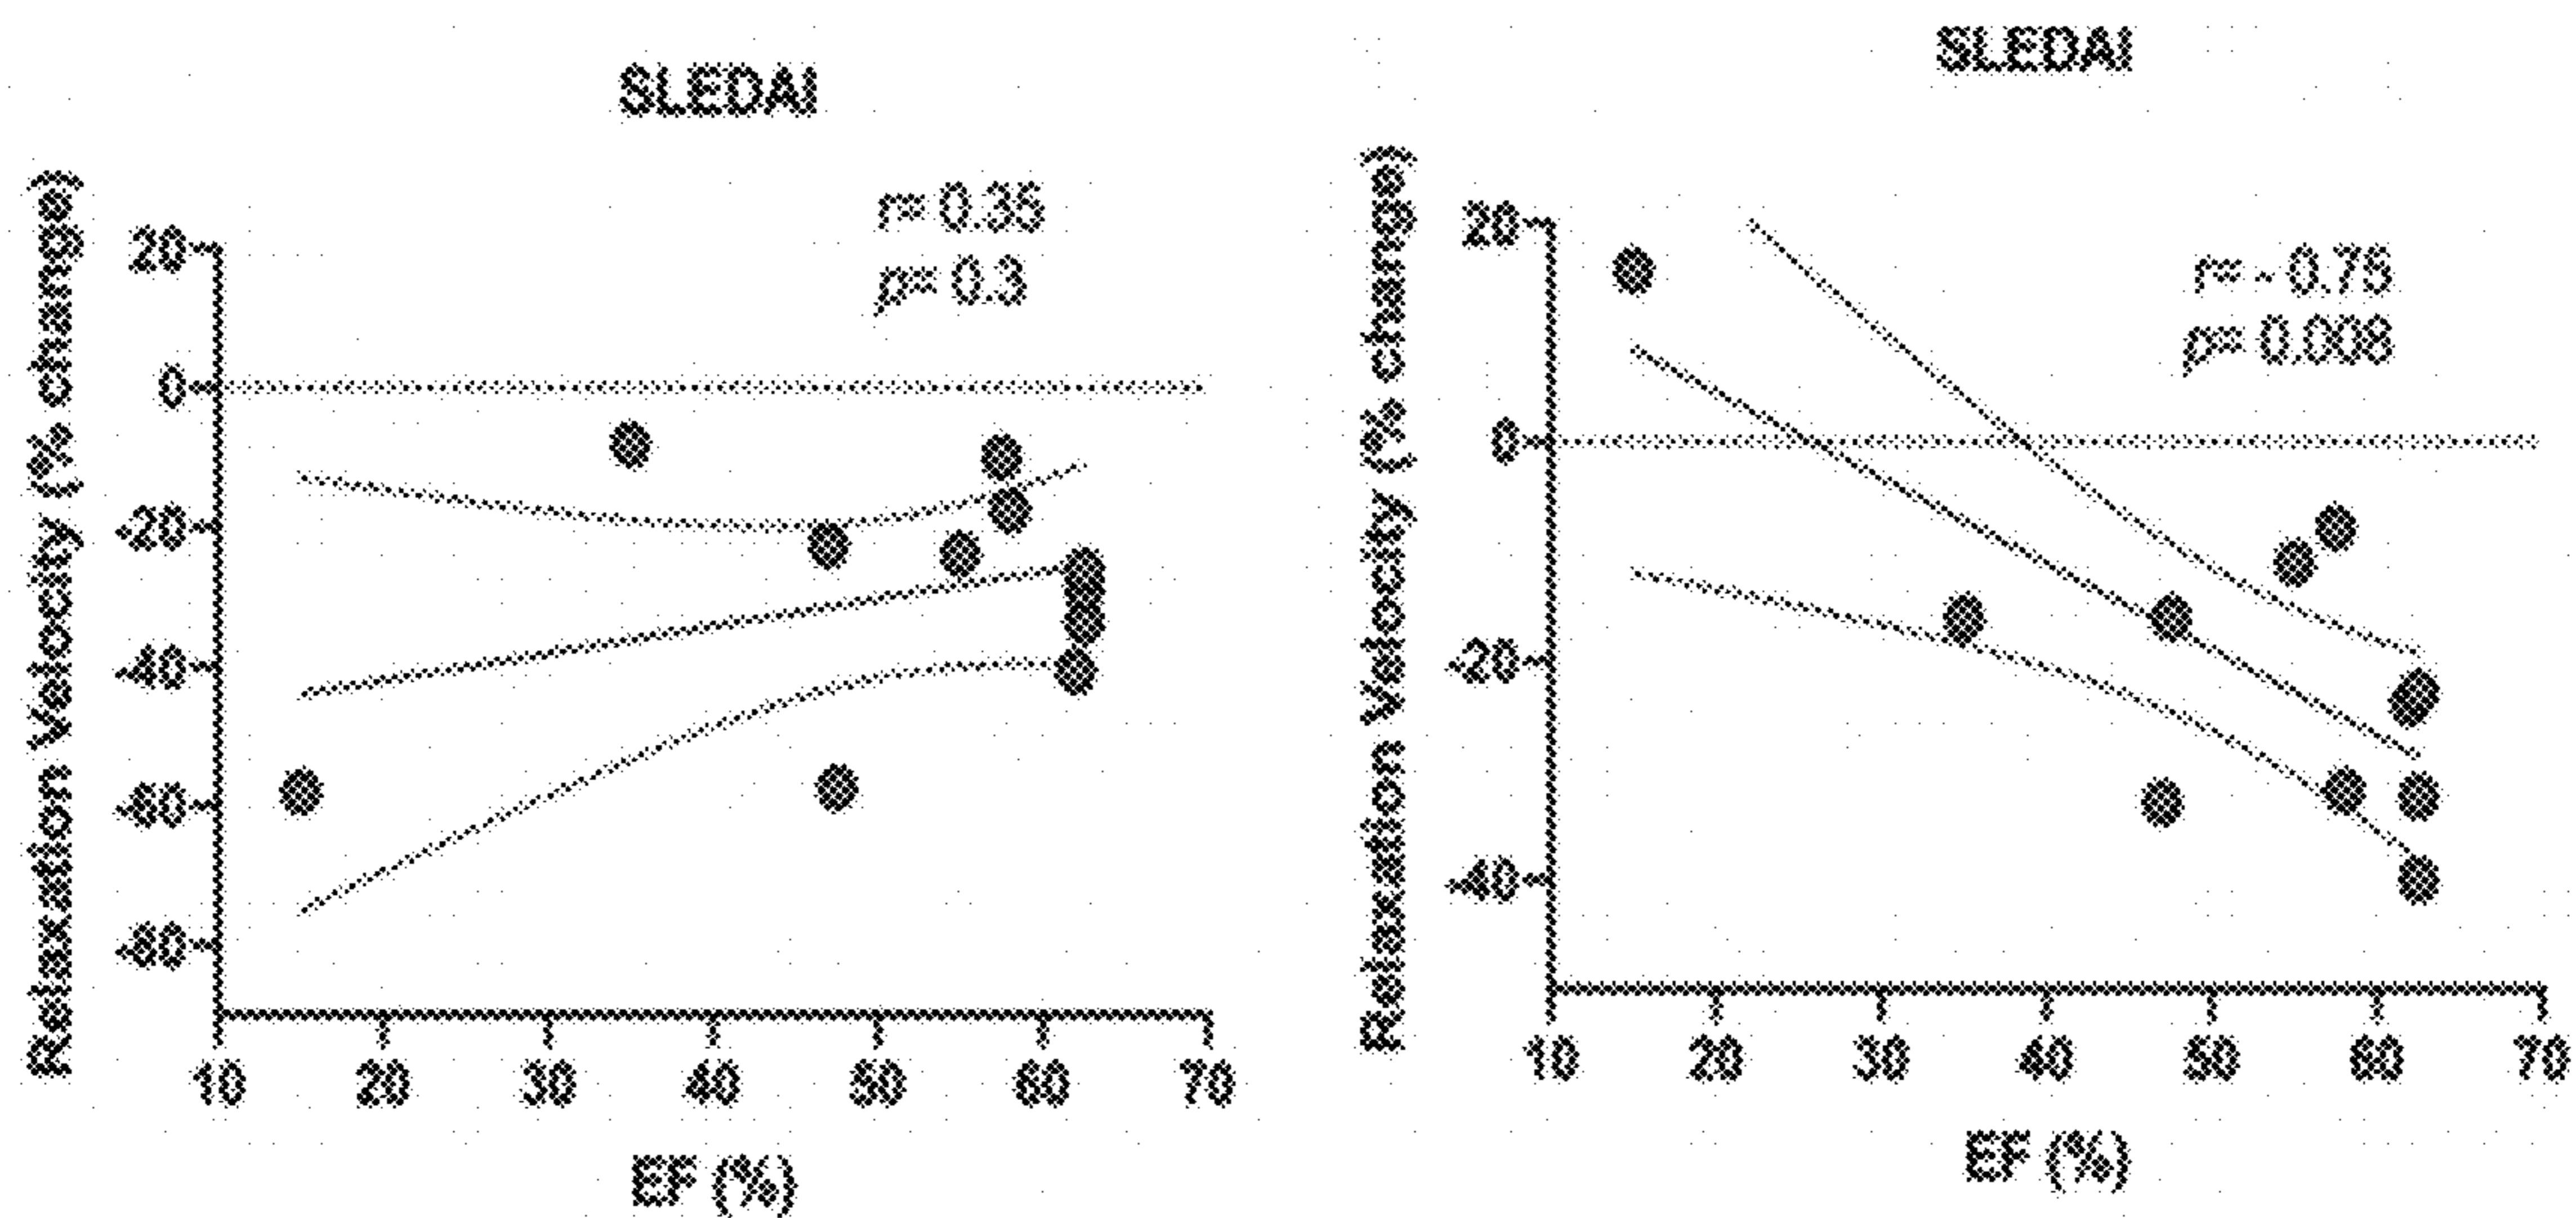 SLEDAI
r= 0.35
p= 0.3
Relaxation Velocity (% change)
20
0
-20
-40
-60
-80
10 20 30 40 50 60 70
EF (%)
SLEDAI
r= - 0.75
p= 0.008
Relaxation Velocity (% change)
20
0
-20
-40
10 20 30 40 50 60 70
EF (%)